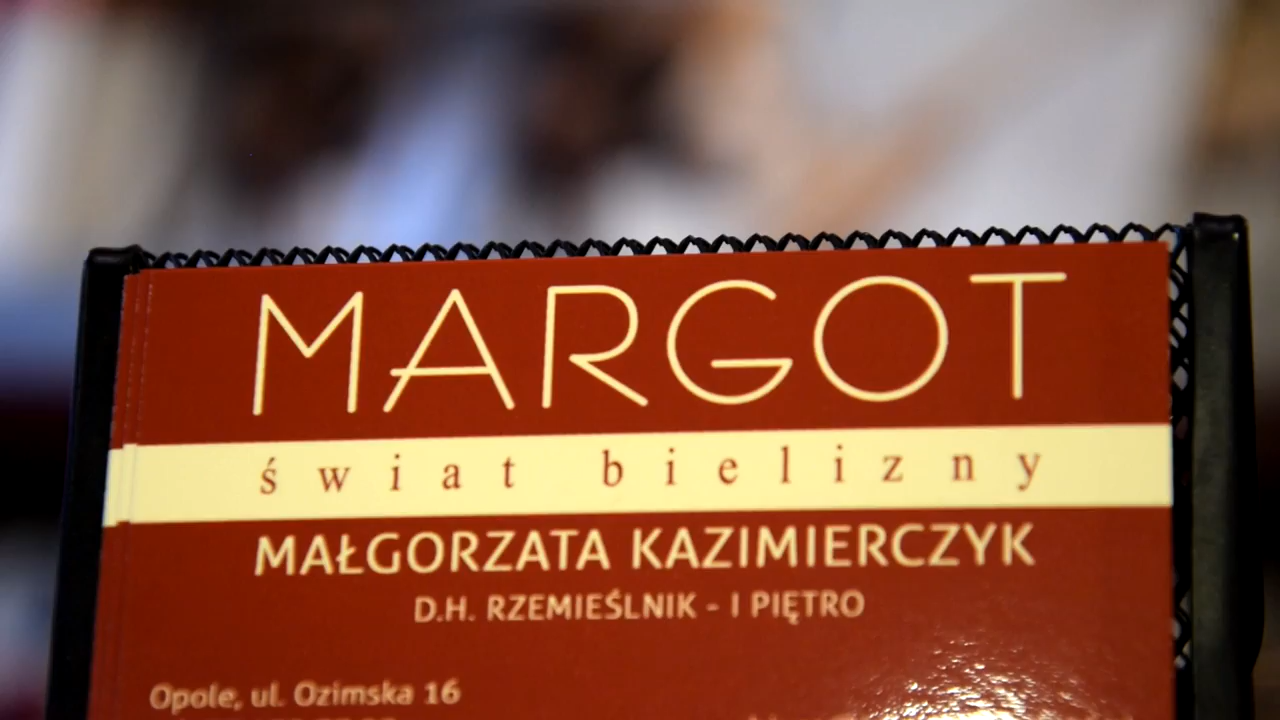 MARGOT
świat bielizny
MAŁGORZATA KAZIMIERCZYK
D.H. RZEMIEŚLNIK - I PIĘTRO
Opole, ul. Ozimska 16